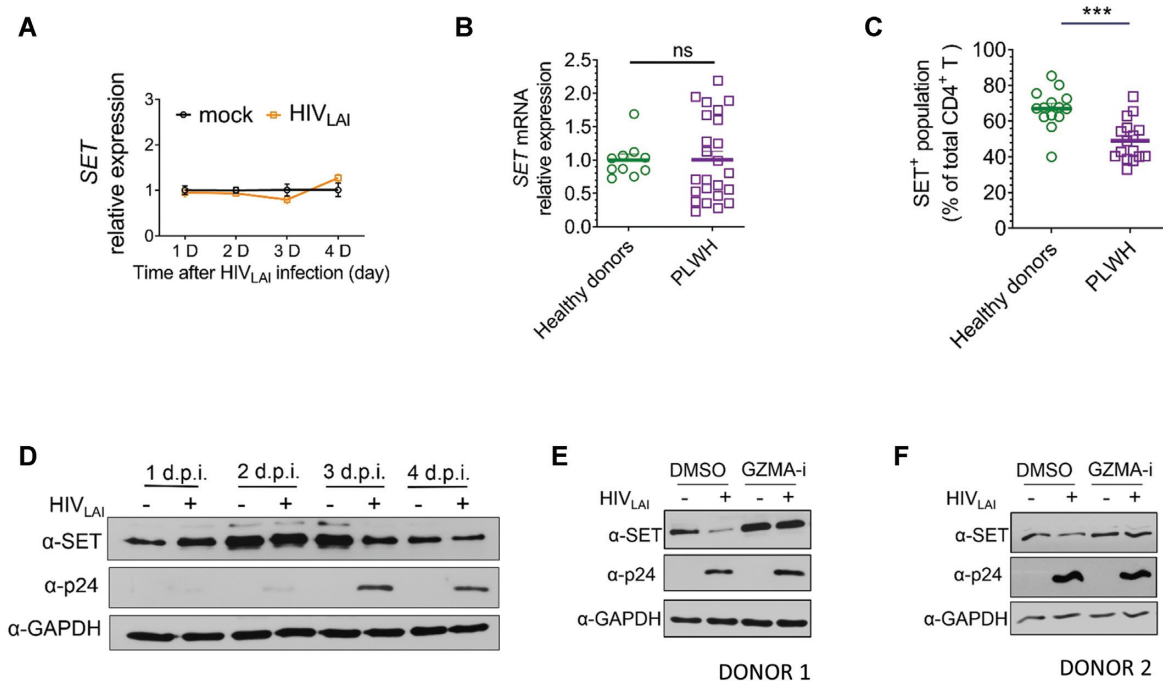 A
SET
relative expression
3
2
1
0
mock
HIVLAI
1 D 2 D 3 D 4 D
Time after HIVLAI infection (day)
B
SET mRNA
relative expression
2.5
2.0
1.5
1.0
0.5
0.0
ns
Healthy donors
PLWH
C
SET+ population
(% of total CD4+ T )
100
80
60
40
20
0
***
Healthy donors
PLWH
D
1 d.p.i. 2 d.p.i. 3 d.p.i. 4 d.p.i.
HIVLAI - + - + - + - +
α-SET
α-p24
α-GAPDH
E
DMSO GZMA-i
HIVLAI - + - +
α-SET
α-p24
α-GAPDH
DONOR 1
F
DMSO GZMA-i
HIVLAI - + - +
α-SET
α-p24
α-GAPDH
DONOR 2